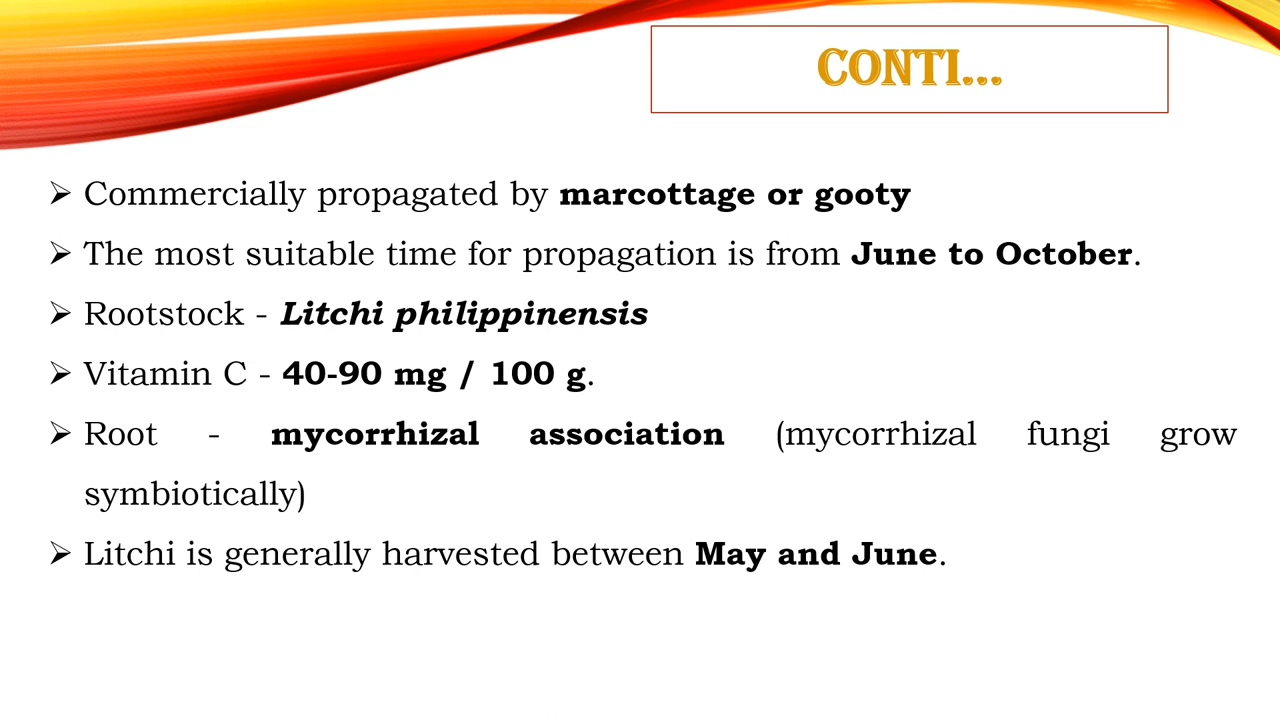 CONTI...
➢ Commercially propagated by marcottage or gooty
➢ The most suitable time for propagation is from June to October.
➢ Rootstock - Litchi philippinensis
➢ Vitamin C - 40-90 mg / 100 g.
➢ Root - mycorrhizal association (mycorrhizal fungi grow
symbiotically)
➢ Litchi is generally harvested between May and June.